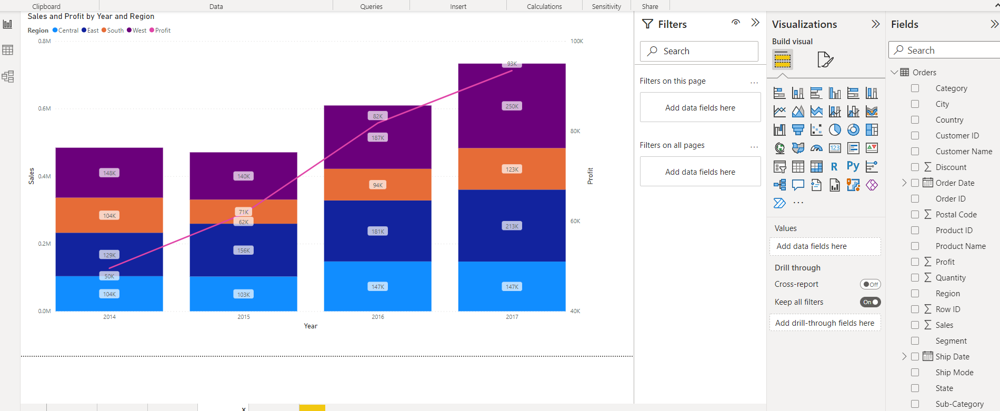 Clipboard Data Queries Insert Calculations Sensitivity Share
Sales and Profit by Year and Region
Region Central East South West Profit
0.8M
0.6M
0.4M
0.2M
0.0M
Sales
148K
104K
129K
50K
104K
140K
71K
62K
156K
103K
82K
187K
94K
181K
147K
93K
250K
123K
213K
147K
100K
80K
60K
40K
Profit
2014 2015 2016 2017
Year
X
Filters
Search
Filters on this page ...
Add data fields here
Filters on all pages ...
Add data fields here
Visualizations
Build visual
123
R Py
...
Values
Add data fields here
Drill through
Cross-report Off
Keep all filters On
Add drill-through fields here
Fields
Search
Orders
Category
City
Country
Customer ID
Customer Name
Discount
Order Date
Order ID
Postal Code
Product ID
Product Name
Profit
Quantity
Region
Row ID
Sales
Segment
Ship Date
Ship Mode
State
Sub-Category